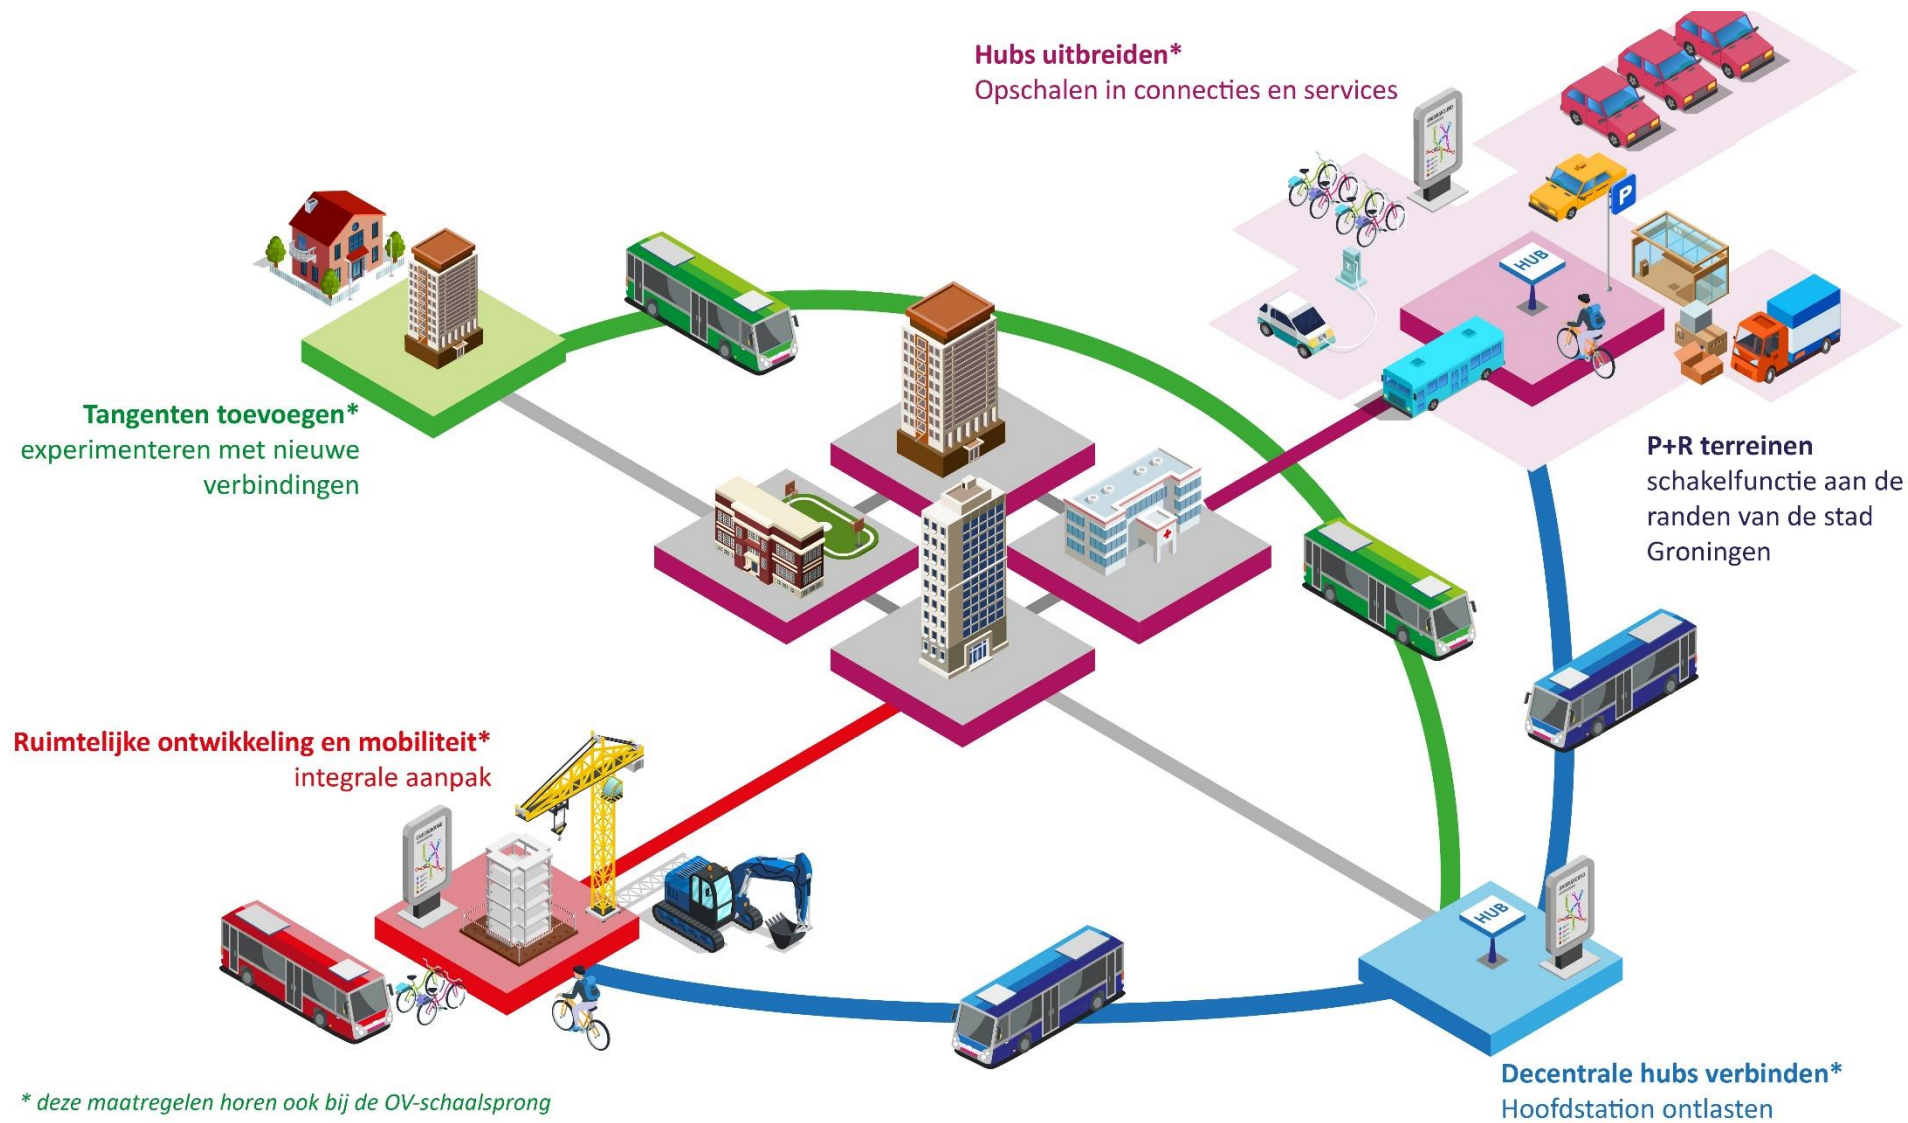 Hubs uitbreiden*
Opschalen in connecties en services
P
HUB
Tangenten toevoegen*
experimenteren met nieuwe
verbindingen
P+R terreinen
schakelfunctie aan de
randen van de stad
Groningen
Ruimtelijke ontwikkeling en mobiliteit*
integrale aanpak
HUB
Decentrale hubs verbinden*
Hoofdstation ontlasten
* deze maatregelen horen ook bij de OV-schaalsprong